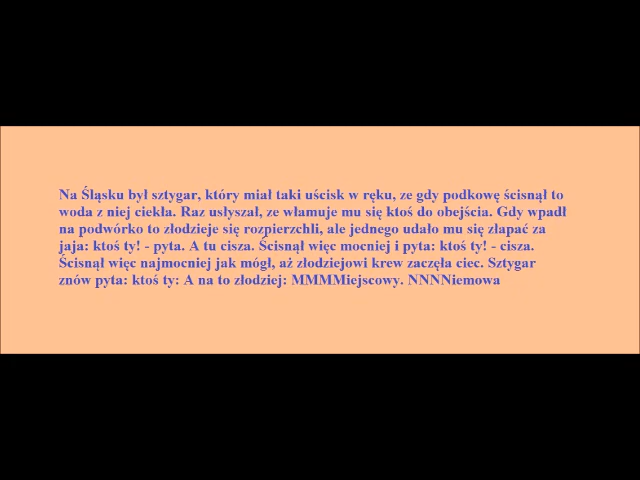 Na Śląsku był sztygar, który miał taki uścisk w ręku, ze gdy podkowę ścisnął to
woda z niej ciekła. Raz usłyszał, ze włamuje mu się ktoś do obejścia. Gdy wpadł
na podwórko to złodzieje się rozpierzchli, ale jednego udało mu się złapać za
jaja: ktoś ty! - pyta. A tu cisza. Ścisnął więc mocniej i pyta: ktoś ty! - cisza.
Ścisnął więc najmocniej jak mógł, aż złodziejowi krew zaczęła ciec. Sztygar
znów pyta: ktoś ty: A na to złodziej: MMMMiejscowy. NNNNiemowa